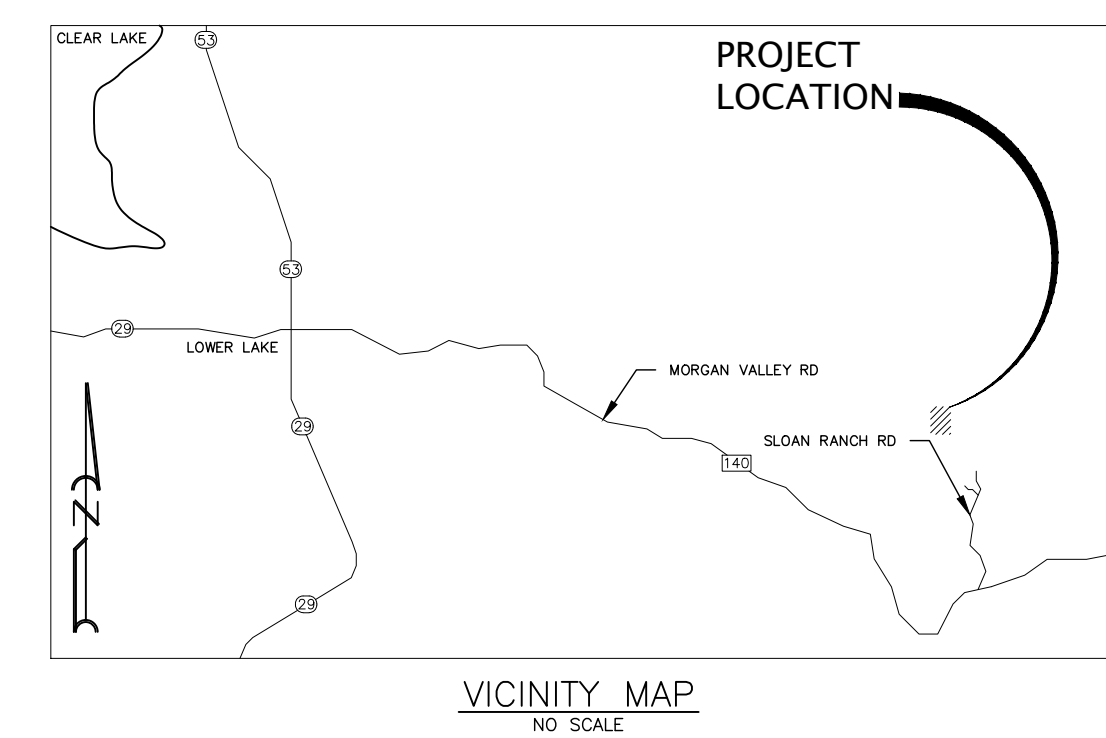 CLEAR LAKE
53
PROJECT
LOCATION
53
29
LOWER LAKE
MORGAN VALLEY RD
29
SLOAN RANCH RD
140
N
29
VICINITY MAP
NO SCALE